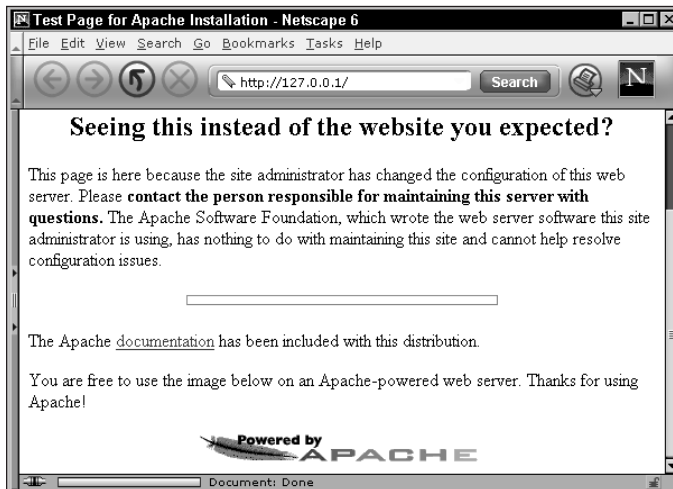 Test Page for Apache Installation - Netscape 6
File Edit View Search Go Bookmarks Tasks Help
http://127.0.0.1/ Search N
Seeing this instead of the website you expected?
This page is here because the site administrator has changed the configuration of this web
server. Please contact the person responsible for maintaining this server with
questions. The Apache Software Foundation, which wrote the web server software this site
administrator is using, has nothing to do with maintaining this site and cannot help resolve
configuration issues.
The Apache documentation has been included with this distribution.
You are free to use the image below on an Apache-powered web server. Thanks for using
Apache!
Powered by
APACHE
Document: Done